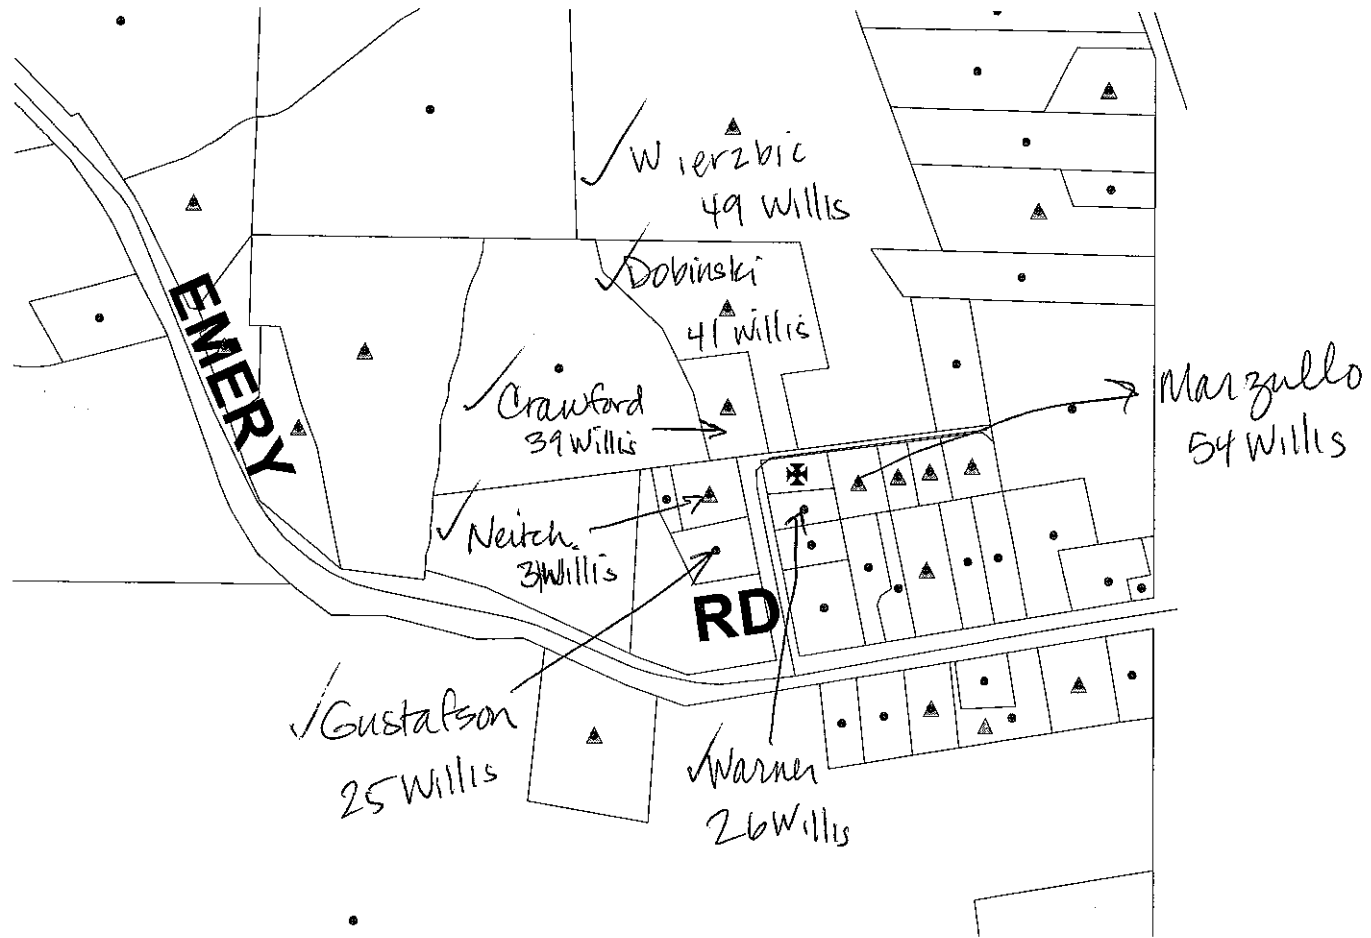 Wierzbic
49 Willis
Dobinski
41 Willis
EMERY
Crawford
39 Willis
Marzullo
54 Willis
Neitch.
31 Willis
RD
Gustafson
25 Willis
Warner
26 Willis